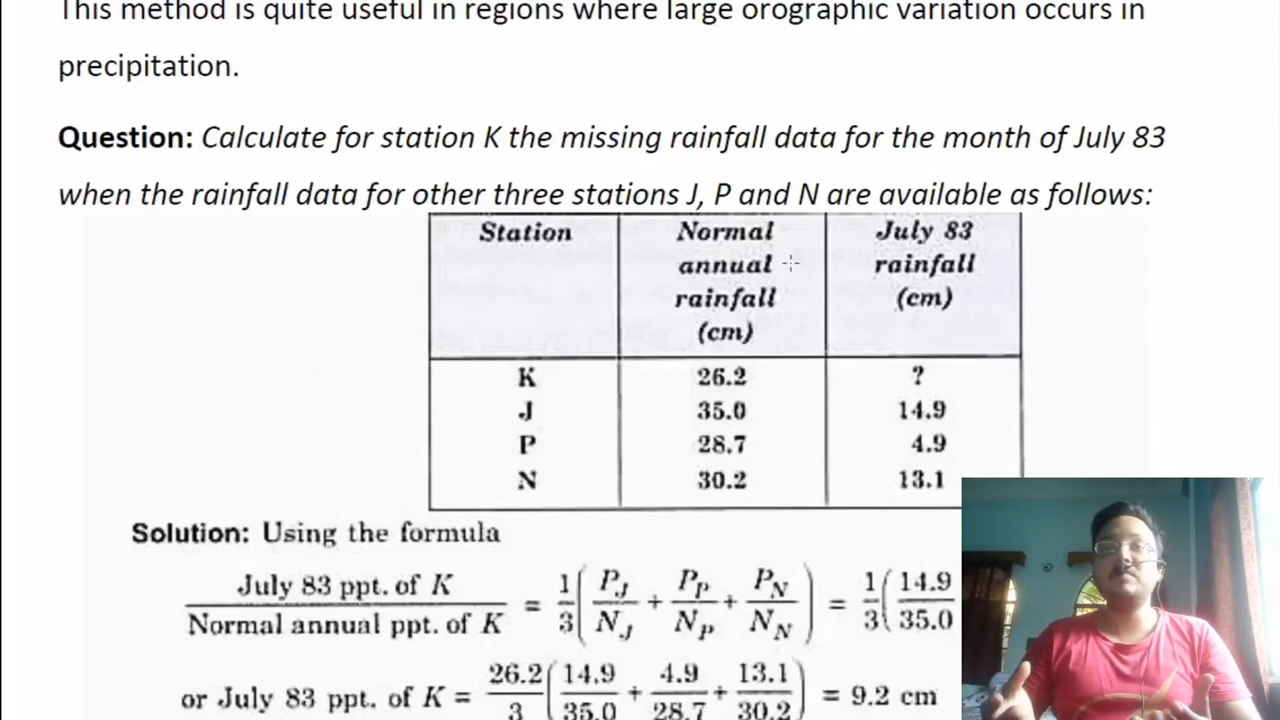 This method is quite useful in regions where large orographic variation occurs in
precipitation.
Question: Calculate for station K the missing rainfall data for the month of July 83
when the rainfall data for other three stations J, P and N are available as follows:
Station Normal annual rainfall (cm) July 83 rainfall (cm)
K 26.2 ?
J 35.0 14.9
P 28.7 4.9
N 30.2 13.1
Solution: Using the formula
July 83 ppt. of K / Normal annual ppt. of K = 1/3 ( P_J/N_J + P_P/N_P + P_N/N_N ) = 1/3 ( 14.9/35.0
or July 83 ppt. of K = 26.2/3 ( 14.9/35.0 + 4.9/28.7 + 13.1/30.2 ) = 9.2 cm